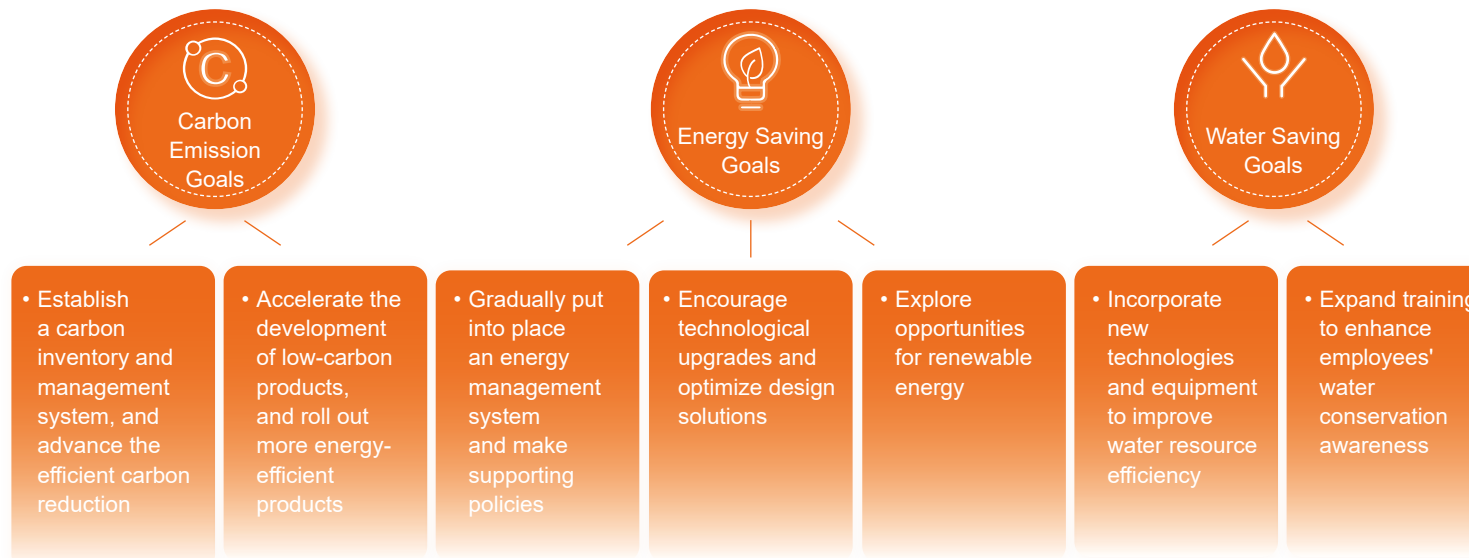 C
Carbon
Emission
Goals
Energy Saving
Goals
Water Saving
Goals
• Establish
a carbon
inventory and
management
system, and
advance the
efficient carbon
reduction
• Accelerate the
development
of low-carbon
products,
and roll out
more energy-
efficient
products
• Gradually put
into place
an energy
management
system
and make
supporting
policies
• Encourage
technological
upgrades and
optimize design
solutions
• Explore
opportunities
for renewable
energy
• Incorporate
new
technologies
and equipment
to improve
water resource
efficiency
• Expand training
to enhance
employees'
water
conservation
awareness